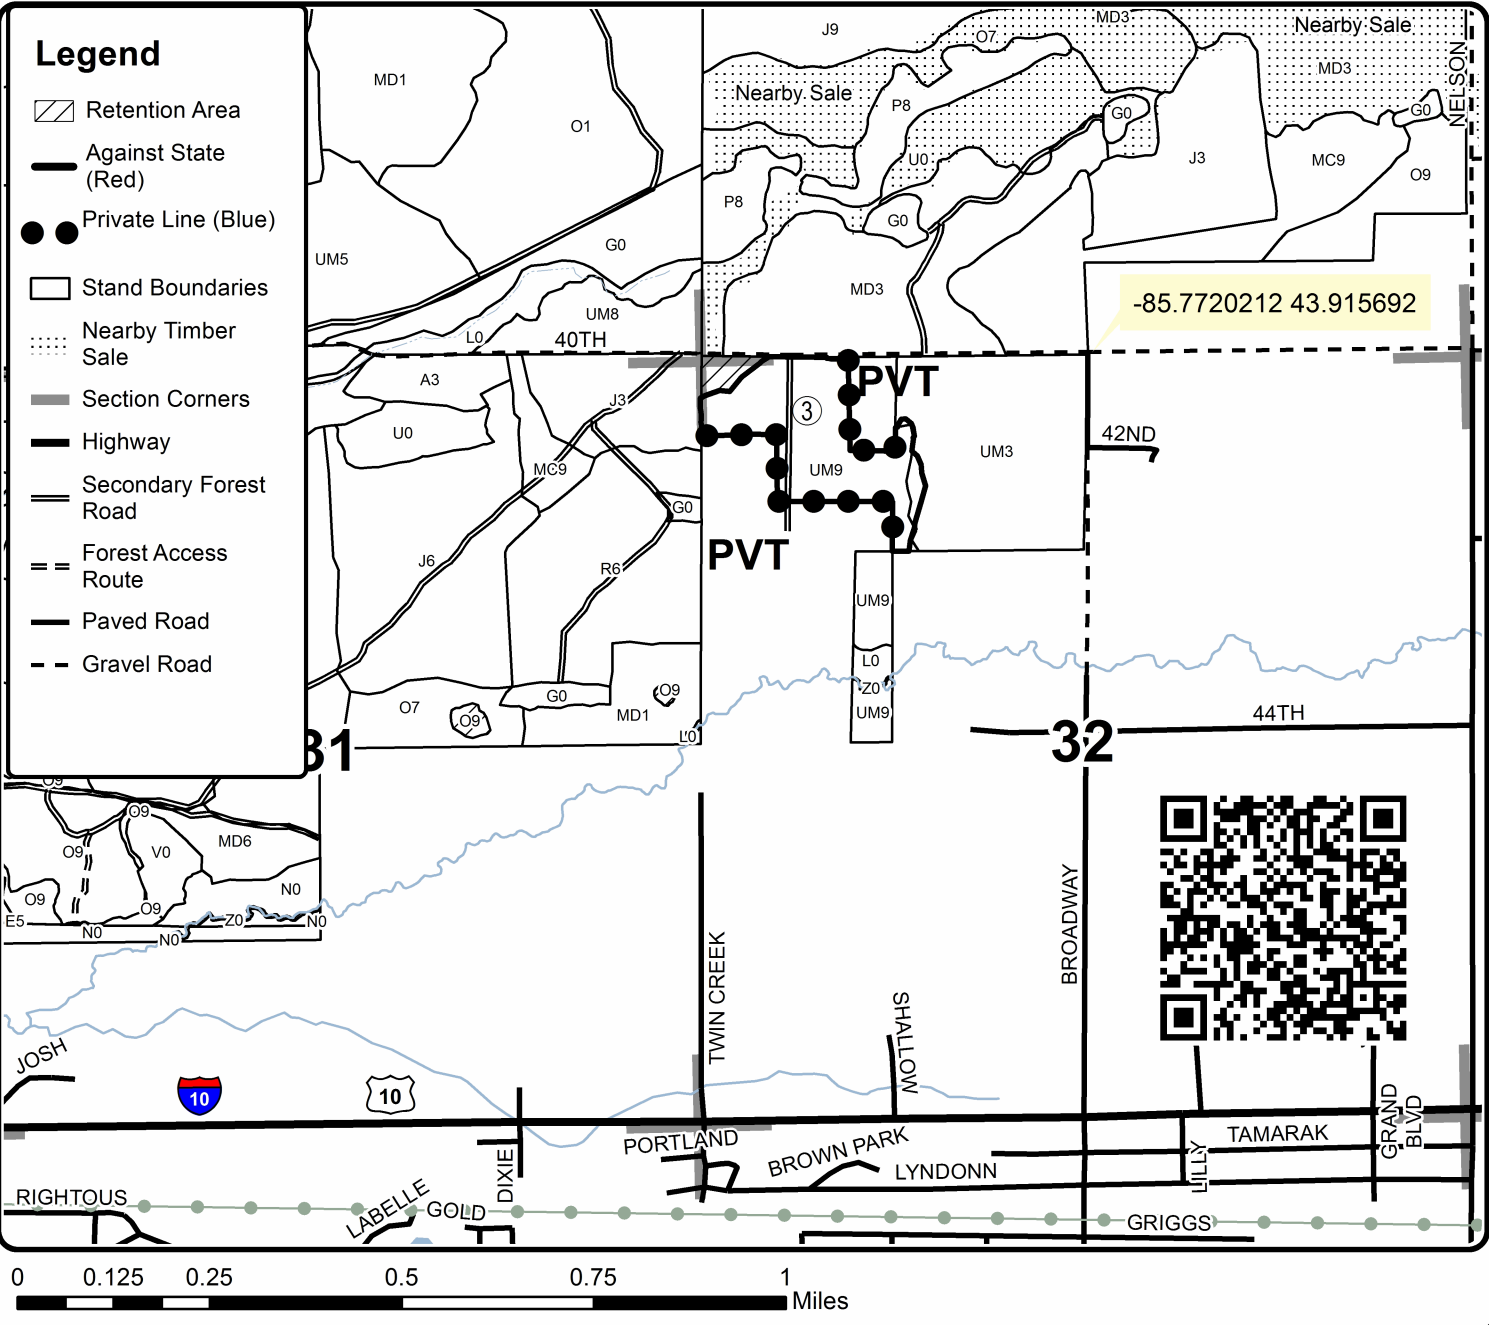 Legend
Retention Area
Against State
(Red)
Private Line (Blue)
Stand Boundaries
Nearby Timber
Sale
Section Corners
Highway
Secondary Forest
Road
Forest Access
Route
Paved Road
Gravel Road
MD1
O1
J9
O7
MD3
Nearby Sale
MD3
NELSON
Nearby Sale
P8
G0
G0
U0
J3
MC9
O9
P8
G0
UM5
G0
MD3
UM8
L0
40TH
-85.7720212 43.915692
A3
PVT
J3
3
U0
42ND
UM3
MC9
UM9
G0
PVT
J6
R6
UM9
L0
Z0
UM9
G0
O9
O7
O9
MD1
L0
44TH
31
32
O9
O9
O9
V0
MD6
N0
O9
O9
E5
N0
N0
Z0
N0
BROADWAY
TWIN CREEK
SHALLOW
JOSH
10
10
PORTLAND
BROWN PARK
LYNDONN
TAMARAK
LILLY
GRAND
BLVD
DIXIE
RIGHTOUS
LABELLE
GOLD
GRIGGS
0 0.125 0.25 0.5 0.75 1
Miles